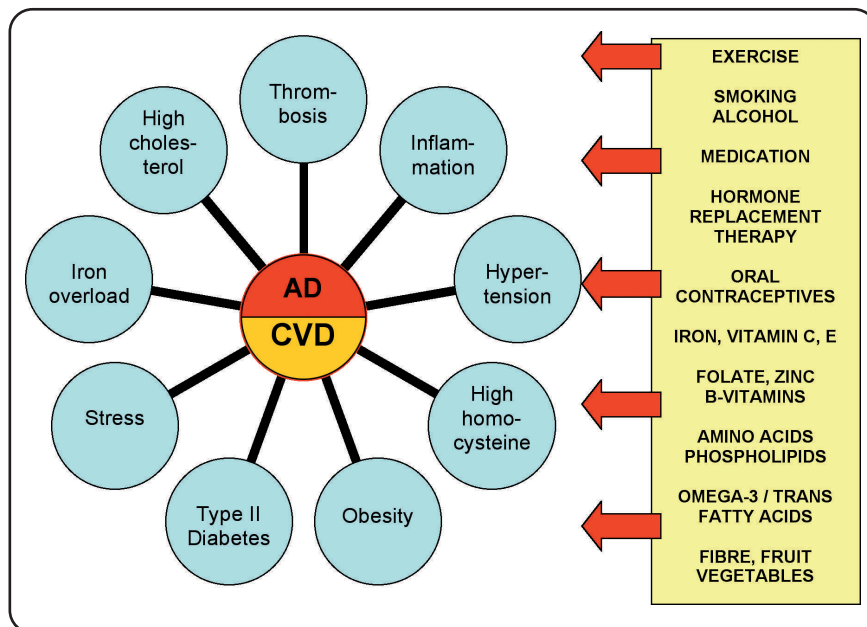 Throm-
bosis
High
choles-
terol
Inflam-
mation
Iron
overload
Hyper-
tension
AD
CVD
Stress
High
homo-
cysteine
Type II
Diabetes
Obesity
EXERCISE
SMOKING
ALCOHOL
MEDICATION
HORMONE
REPLACEMENT
THERAPY
ORAL
CONTRACEPTIVES
IRON, VITAMIN C, E
FOLATE, ZINC
B-VITAMINS
AMINO ACIDS
PHOSPHOLIPIDS
OMEGA-3 / TRANS
FATTY ACIDS
FIBRE, FRUIT
VEGETABLES